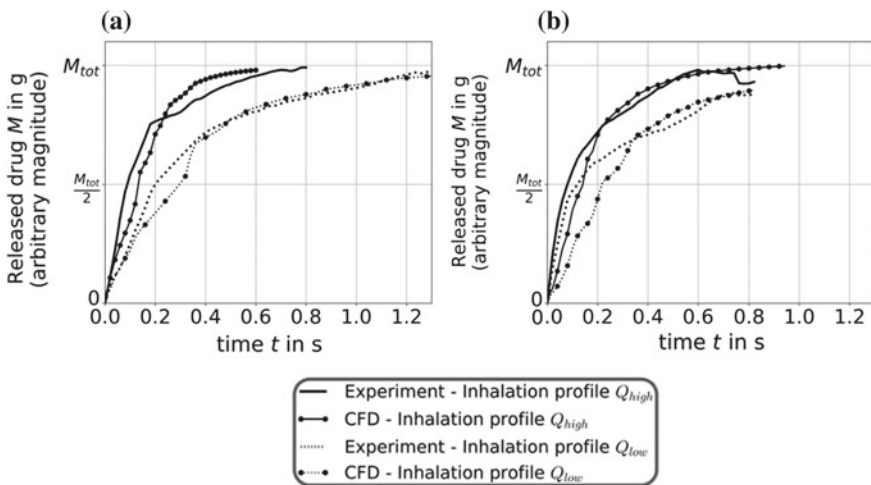 (a)
(b)
Released drug M in g
(arbitrary magnitude)
M_tot
M_tot/2
0
0.0 0.2 0.4 0.6 0.8 1.0 1.2
time t in s
Released drug M in g
(arbitrary magnitude)
M_tot
M_tot/2
0
0.0 0.2 0.4 0.6 0.8 1.0 1.2
time t in s
Experiment - Inhalation profile Q_high
CFD - Inhalation profile Q_high
Experiment - Inhalation profile Q_low
CFD - Inhalation profile Q_low